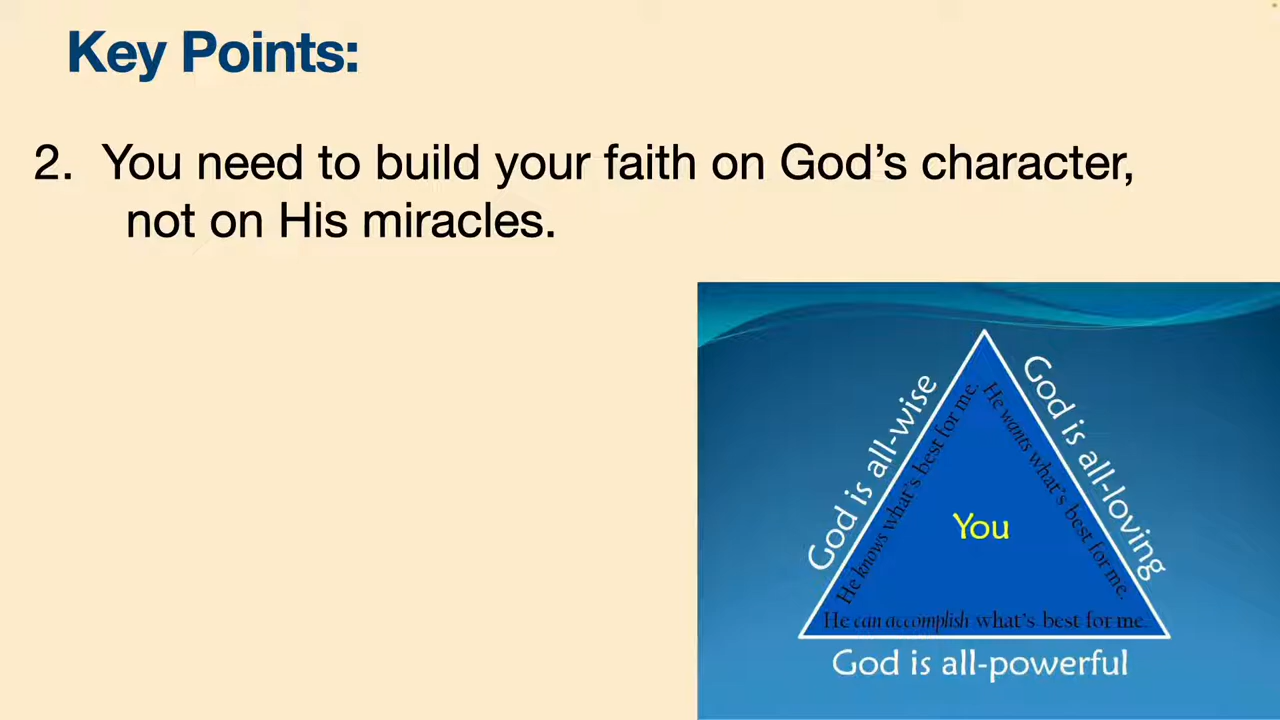 Key Points:
2. You need to build your faith on God's character,
not on His miracles.
God is all-wise
He knows what's best for me.
He wants what's best for me.
God is all-loving
You
He can accomplish what's best for me.
God is all-powerful